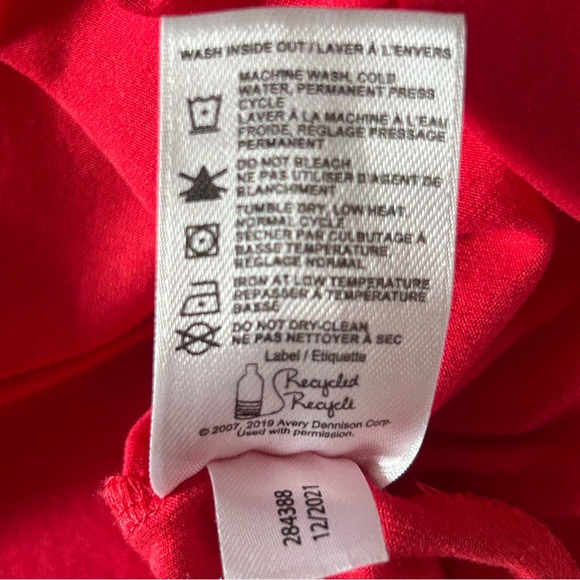 WASH INSIDE OUT / LAVER À L'ENVERS
MACHINE WASH, COLD
WATER, PERMANENT PRESS
CYCLE
LAVER À LA MACHINE À L'EAU
FROIDE, RÉGLAGE PRESSAGE
PERMANENT
DO NOT BLEACH
NE PAS UTILISER D'AGENT DE
BLANCHIMENT
TUMBLE DRY, LOW HEAT,
NORMAL CYCLE
SÉCHER PAR CULBUTAGE À
BASSE TEMPÉRATURE
RÉGLAGE NORMAL
IRON AT LOW TEMPERATURE
REPASSER À TEMPÉRATURE
BASSE
DO NOT DRY-CLEAN
NE PAS NETTOYER À SEC
Label / Etiquette
Recycled
Recyclé
© 2007, 2019 Avery Dennison Corp.
Used with permission.
284388
12/2021